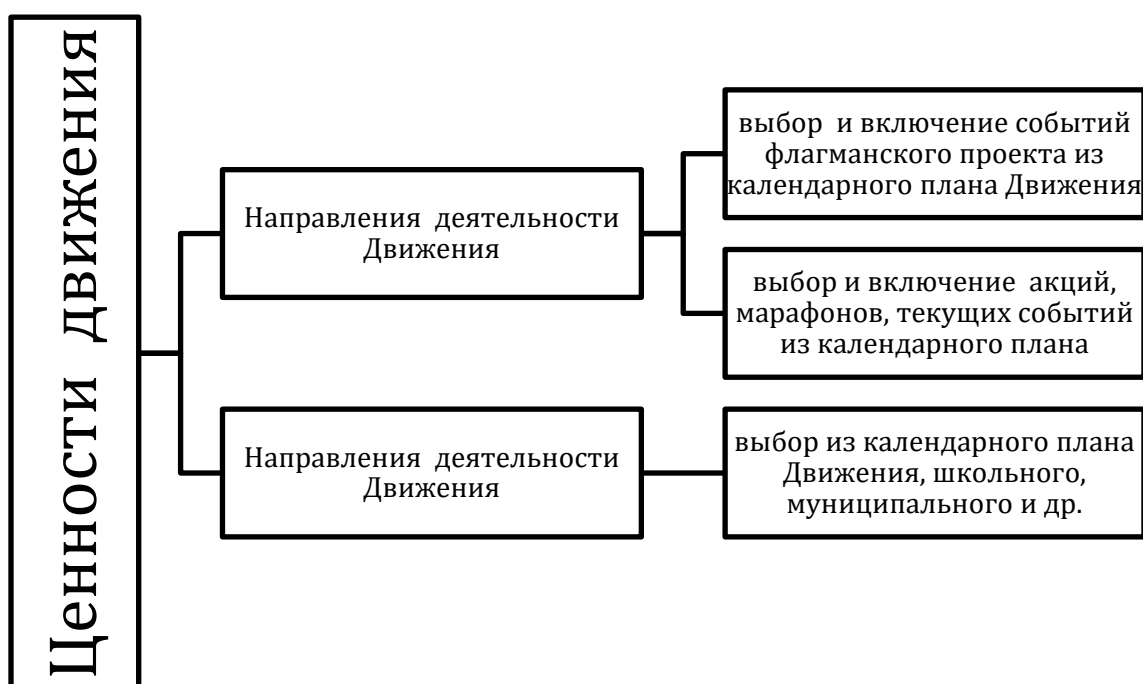 Ценности движения
Направления деятельности
Движения
выбор и включение событий
флагманского проекта из
календарного плана Движения
выбор и включение акций,
марафонов, текущих событий
из календарного плана
Направления деятельности
Движения
выбор из календарного плана
Движения, школьного,
муниципального и др.